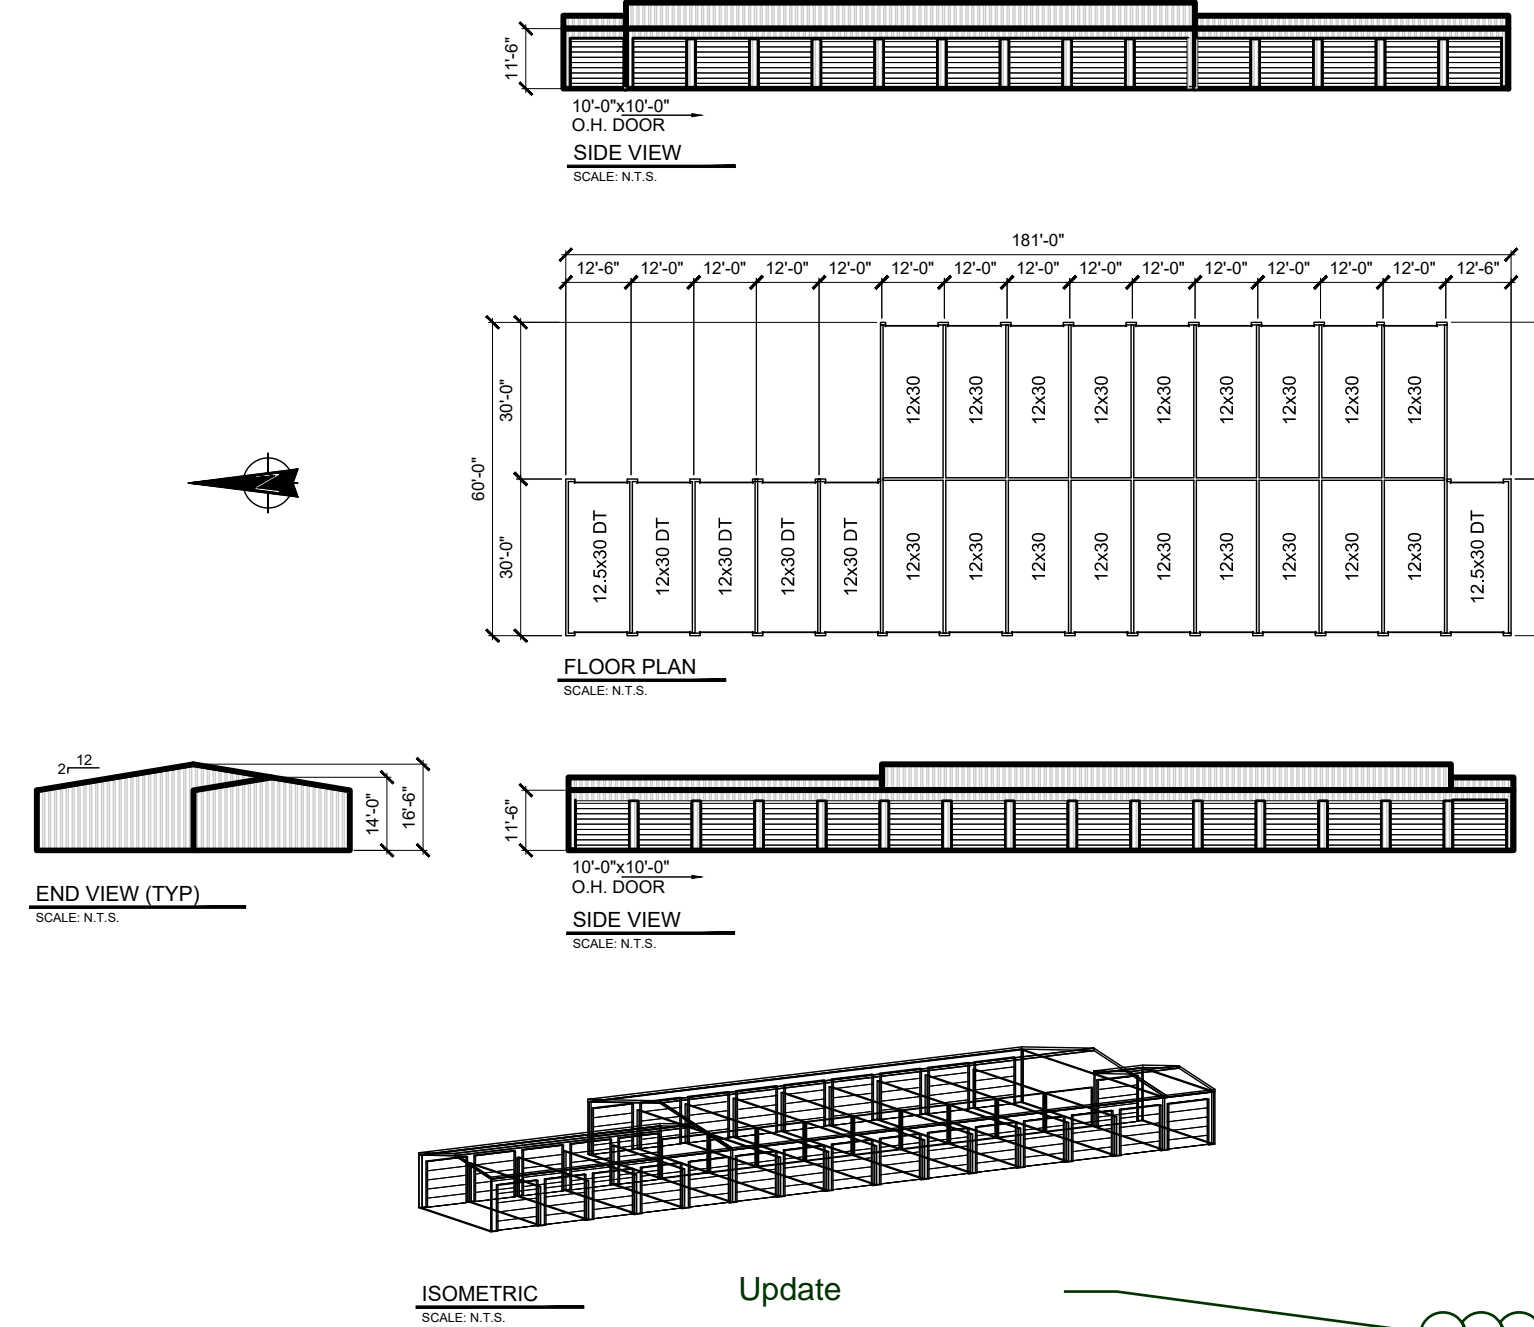 11'-6"
10'-0"x10'-0"
O.H. DOOR
SIDE VIEW
SCALE: N.T.S.
181'-0"
12'-6" 12'-0" 12'-0" 12'-0" 12'-0" 12'-0" 12'-0" 12'-0" 12'-0" 12'-0" 12'-0" 12'-0" 12'-0" 12'-0" 12'-6"
30'-0"
60'-0"
30'-0"
12x30 12x30 12x30 12x30 12x30 12x30 12x30 12x30 12x30
N
12.5x30 DT 12x30 DT 12x30 DT 12x30 DT 12x30 DT 12x30 12x30 12x30 12x30 12x30 12x30 12x30 12x30 12x30 12.5x30 DT
FLOOR PLAN
SCALE: N.T.S.
12
2
14'-0"
16'-6"
END VIEW (TYP)
SCALE: N.T.S.
11'-6"
10'-0"x10'-0"
O.H. DOOR
SIDE VIEW
SCALE: N.T.S.
ISOMETRIC
SCALE: N.T.S.
Update